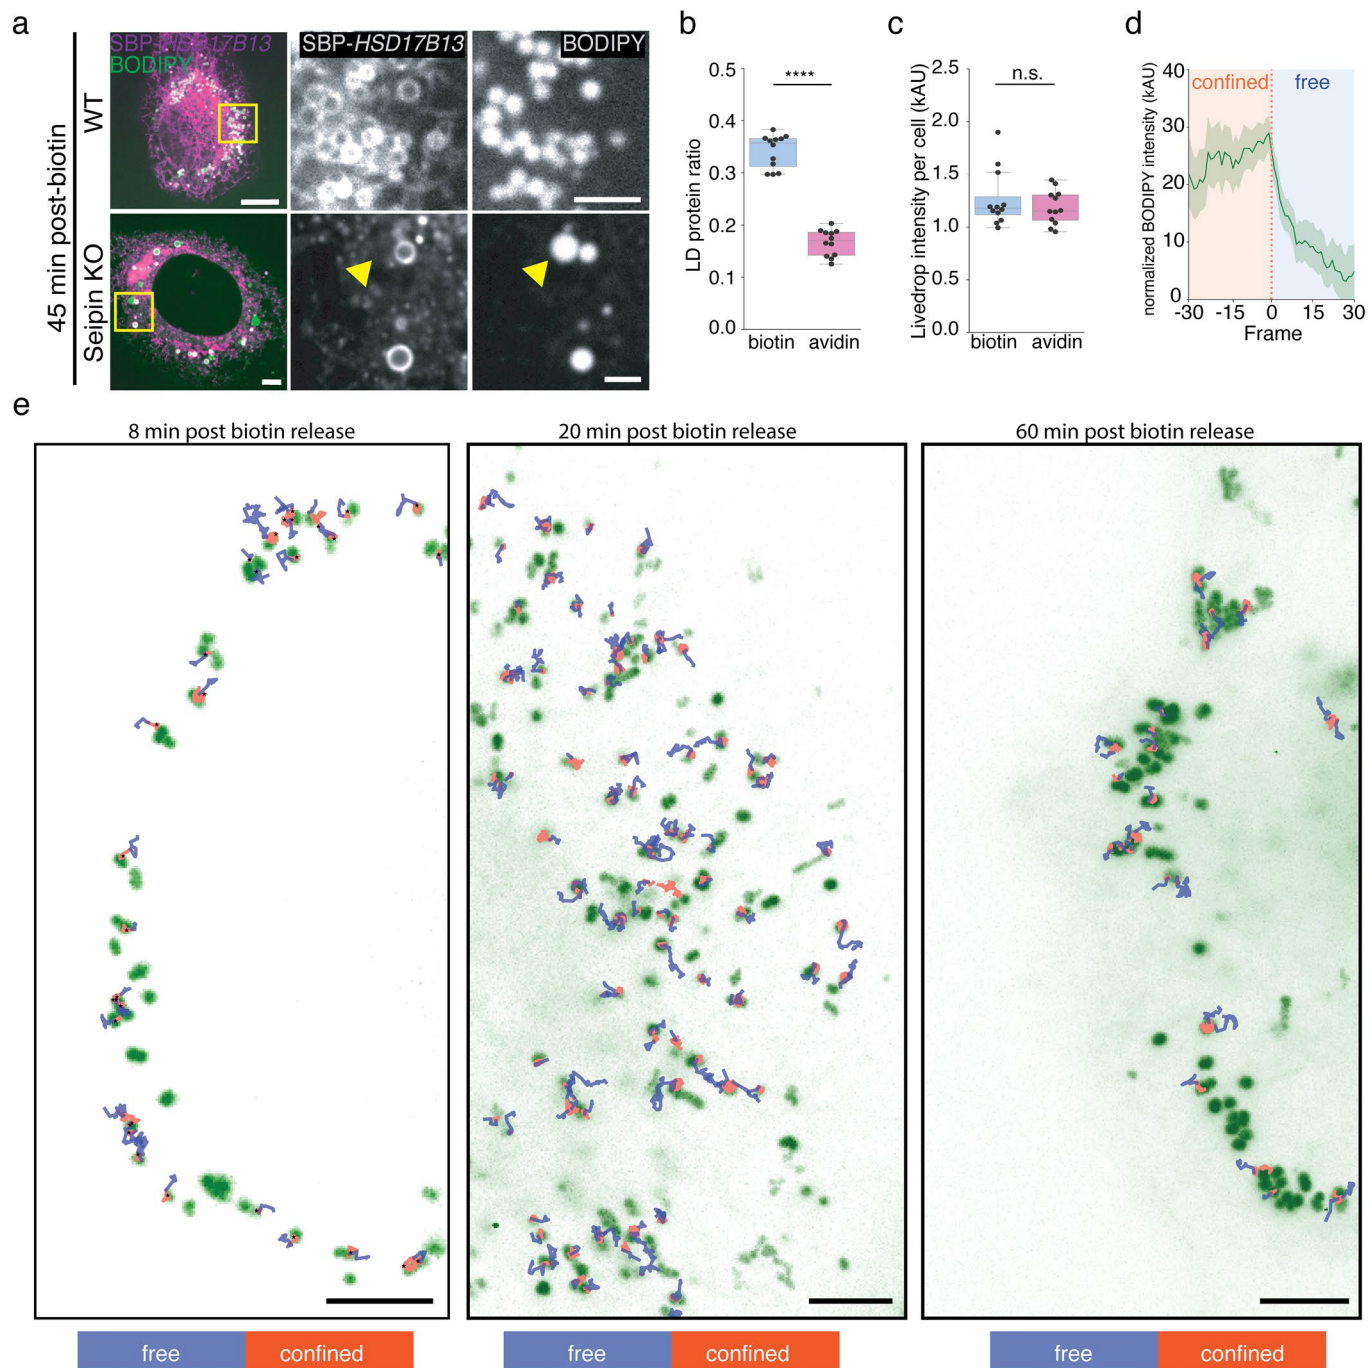 a
45 min post-biotin
WT
Seipin KO
SBP-HSD17B13
BODIPY
SBP-HSD17B13
BODIPY
b
LD protein ratio
0.5
0.4
0.3
0.2
0.1
0.0
****
biotin
avidin
c
Livedrop intensity per cell (kAU)
2.5
2.0
1.5
1.0
0.5
0.0
n.s.
biotin
avidin
d
normalized BODIPY intensity (kAU)
40
30
20
10
0
confined
free
-30
-15
0
15
30
Frame
e
8 min post biotin release
20 min post biotin release
60 min post biotin release
free
confined
free
confined
free
confined